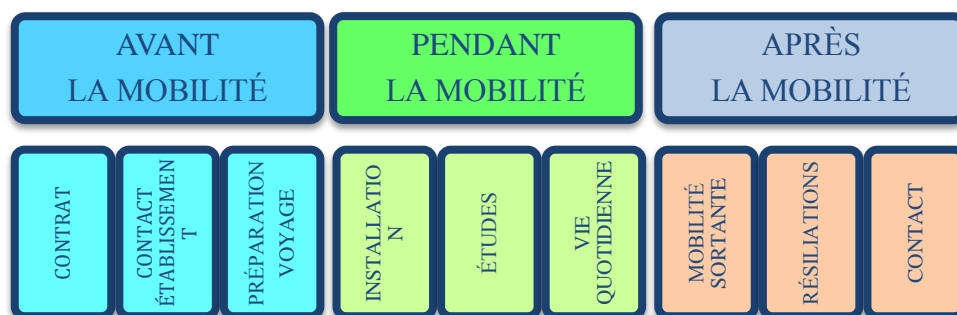 AVANT
LA MOBILITÉ
PENDANT
LA MOBILITÉ
APRÈS
LA MOBILITÉ
CONTRAT
CONTACT
ÉTABLISSEMEN
T
PRÉPARATION
VOYAGE
INSTALLATIO
N
ÉTUDES
VIE
QUOTIDIENNE
MOBILITÉ
SORTANTE
RÉSILIATIONS
CONTACT